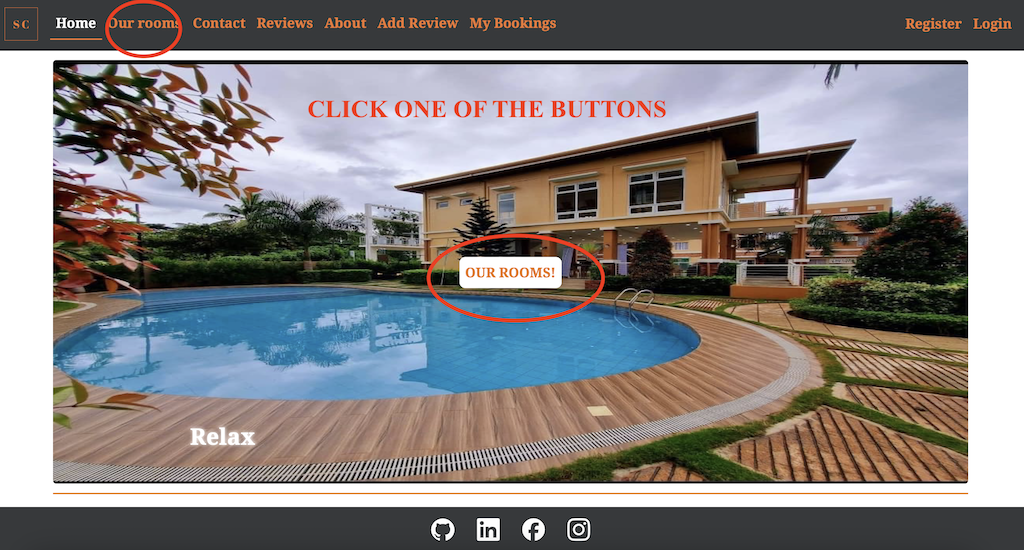 SC Home Our rooms Contact Reviews About Add Review My Bookings Register Login
CLICK ONE OF THE BUTTONS
OUR ROOMS!
Relax